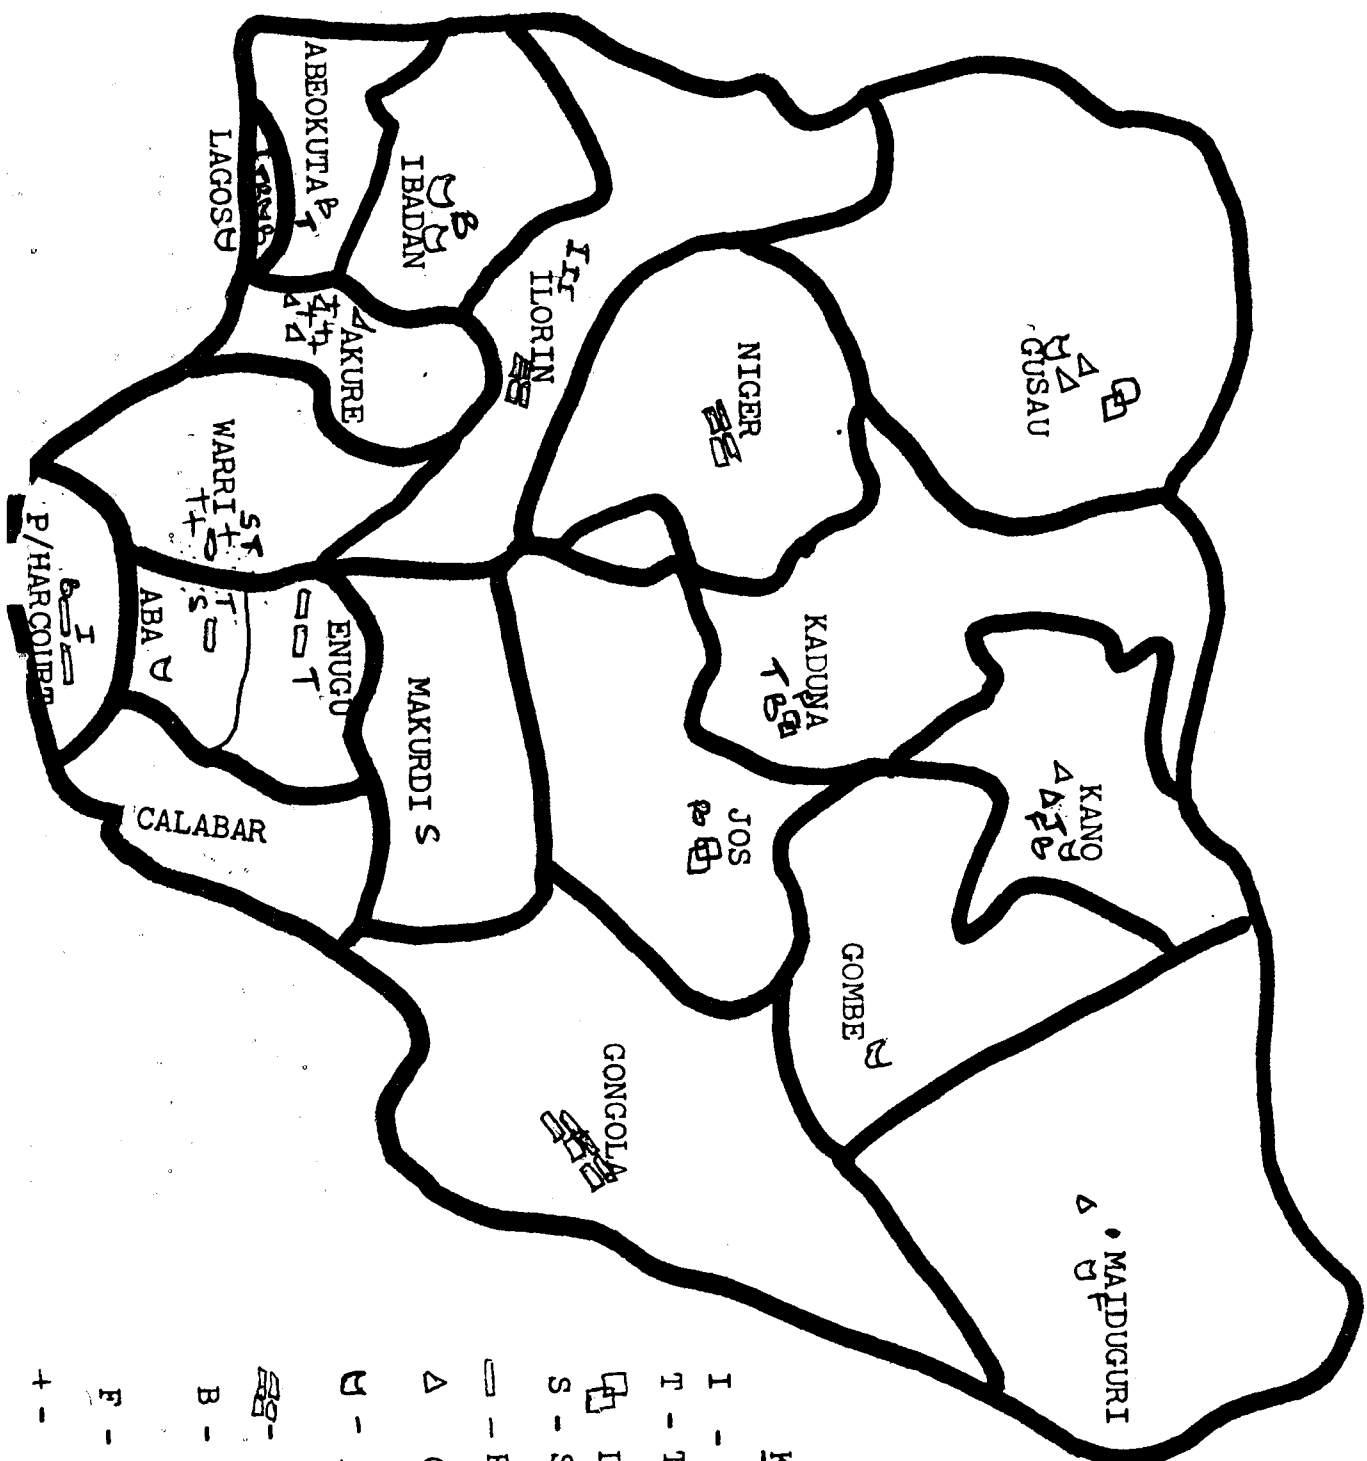 GUSAU
KANO
MAIDUGURI
F
KADUNA
T B
GOMBE
NIGER
JOS
GONGOLA
ILORIN
IBADAN
B
MAKURDI S
ABEOKUTA B
T
AKURE
ENUGU
T
LAGOS
WARRI
S T
T
S
ABA
CALABAR
P/HARCOURT
I
B
I -
T - T
S - S
B -
F -
+ -